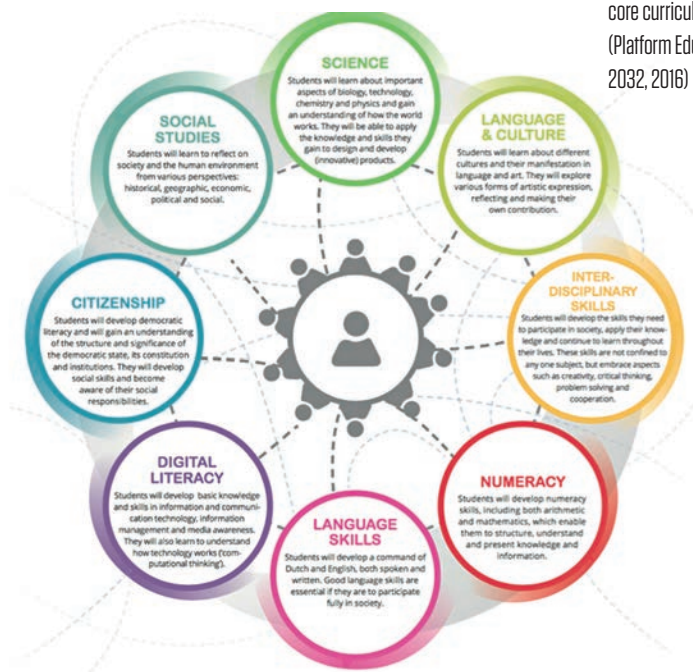 core curricul
(Platform Edu
2032, 2016)
SCIENCE
Students will learn about important
aspects of biology, technology,
chemistry and physics and gain
an understanding of how the world
works. They will be able to apply
the knowledge and skills they
gain to design and develop
(innovative) products.
LANGUAGE
& CULTURE
Students will learn about different
cultures and their manifestation in
language and art. They will explore
various forms of artistic expression,
reflecting and making their
own contribution.
INTER-
DISCIPLINARY
SKILLS
Students will develop the skills they need
to participate in society, apply their know-
ledge and continue to learn throughout
their lives. These skills are not confined to
any one subject, but embrace aspects
such as creativity, critical thinking,
problem solving and
cooperation.
NUMERACY
Students will develop numeracy
skills, including both arithmetic
and mathematics, which enable
them to structure, understand
and present knowledge and
information.
LANGUAGE
SKILLS
Students will develop a command of
Dutch and English, both spoken and
written. Good language skills are
essential if they are to participate
fully in society.
DIGITAL
LITERACY
Students will develop basic knowledge
and skills in information and communi-
cation technology, information
management and media awareness.
They will also learn to understand
how technology works ('com-
putational thinking').
CITIZENSHIP
Students will develop democratic
literacy and will gain an understanding
of the structure and significance of
the democratic state, its constitution
and institutions. They will develop
social skills and become
aware of their social
responsibilities.
SOCIAL
STUDIES
Students will learn to reflect on
society and the human environment
from various perspectives:
historical, geographic, economic,
political and social.